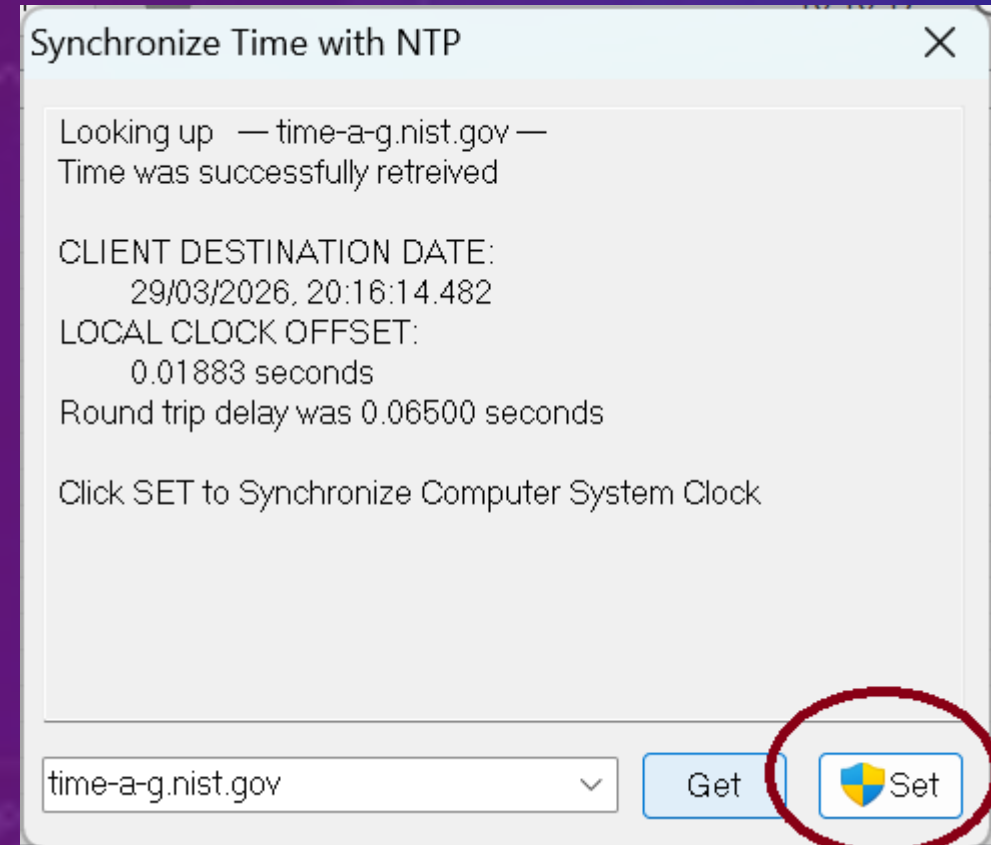 Synchronize Time with NTP
Looking up — time-a-g.nist.gov —
Time was successfully retreived
CLIENT DESTINATION DATE:
29/03/2026, 20:16:14.482
LOCAL CLOCK OFFSET:
0.01883 seconds
Round trip delay was 0.06500 seconds
Click SET to Synchronize Computer System Clock
time-a-g.nist.gov
Get
Set